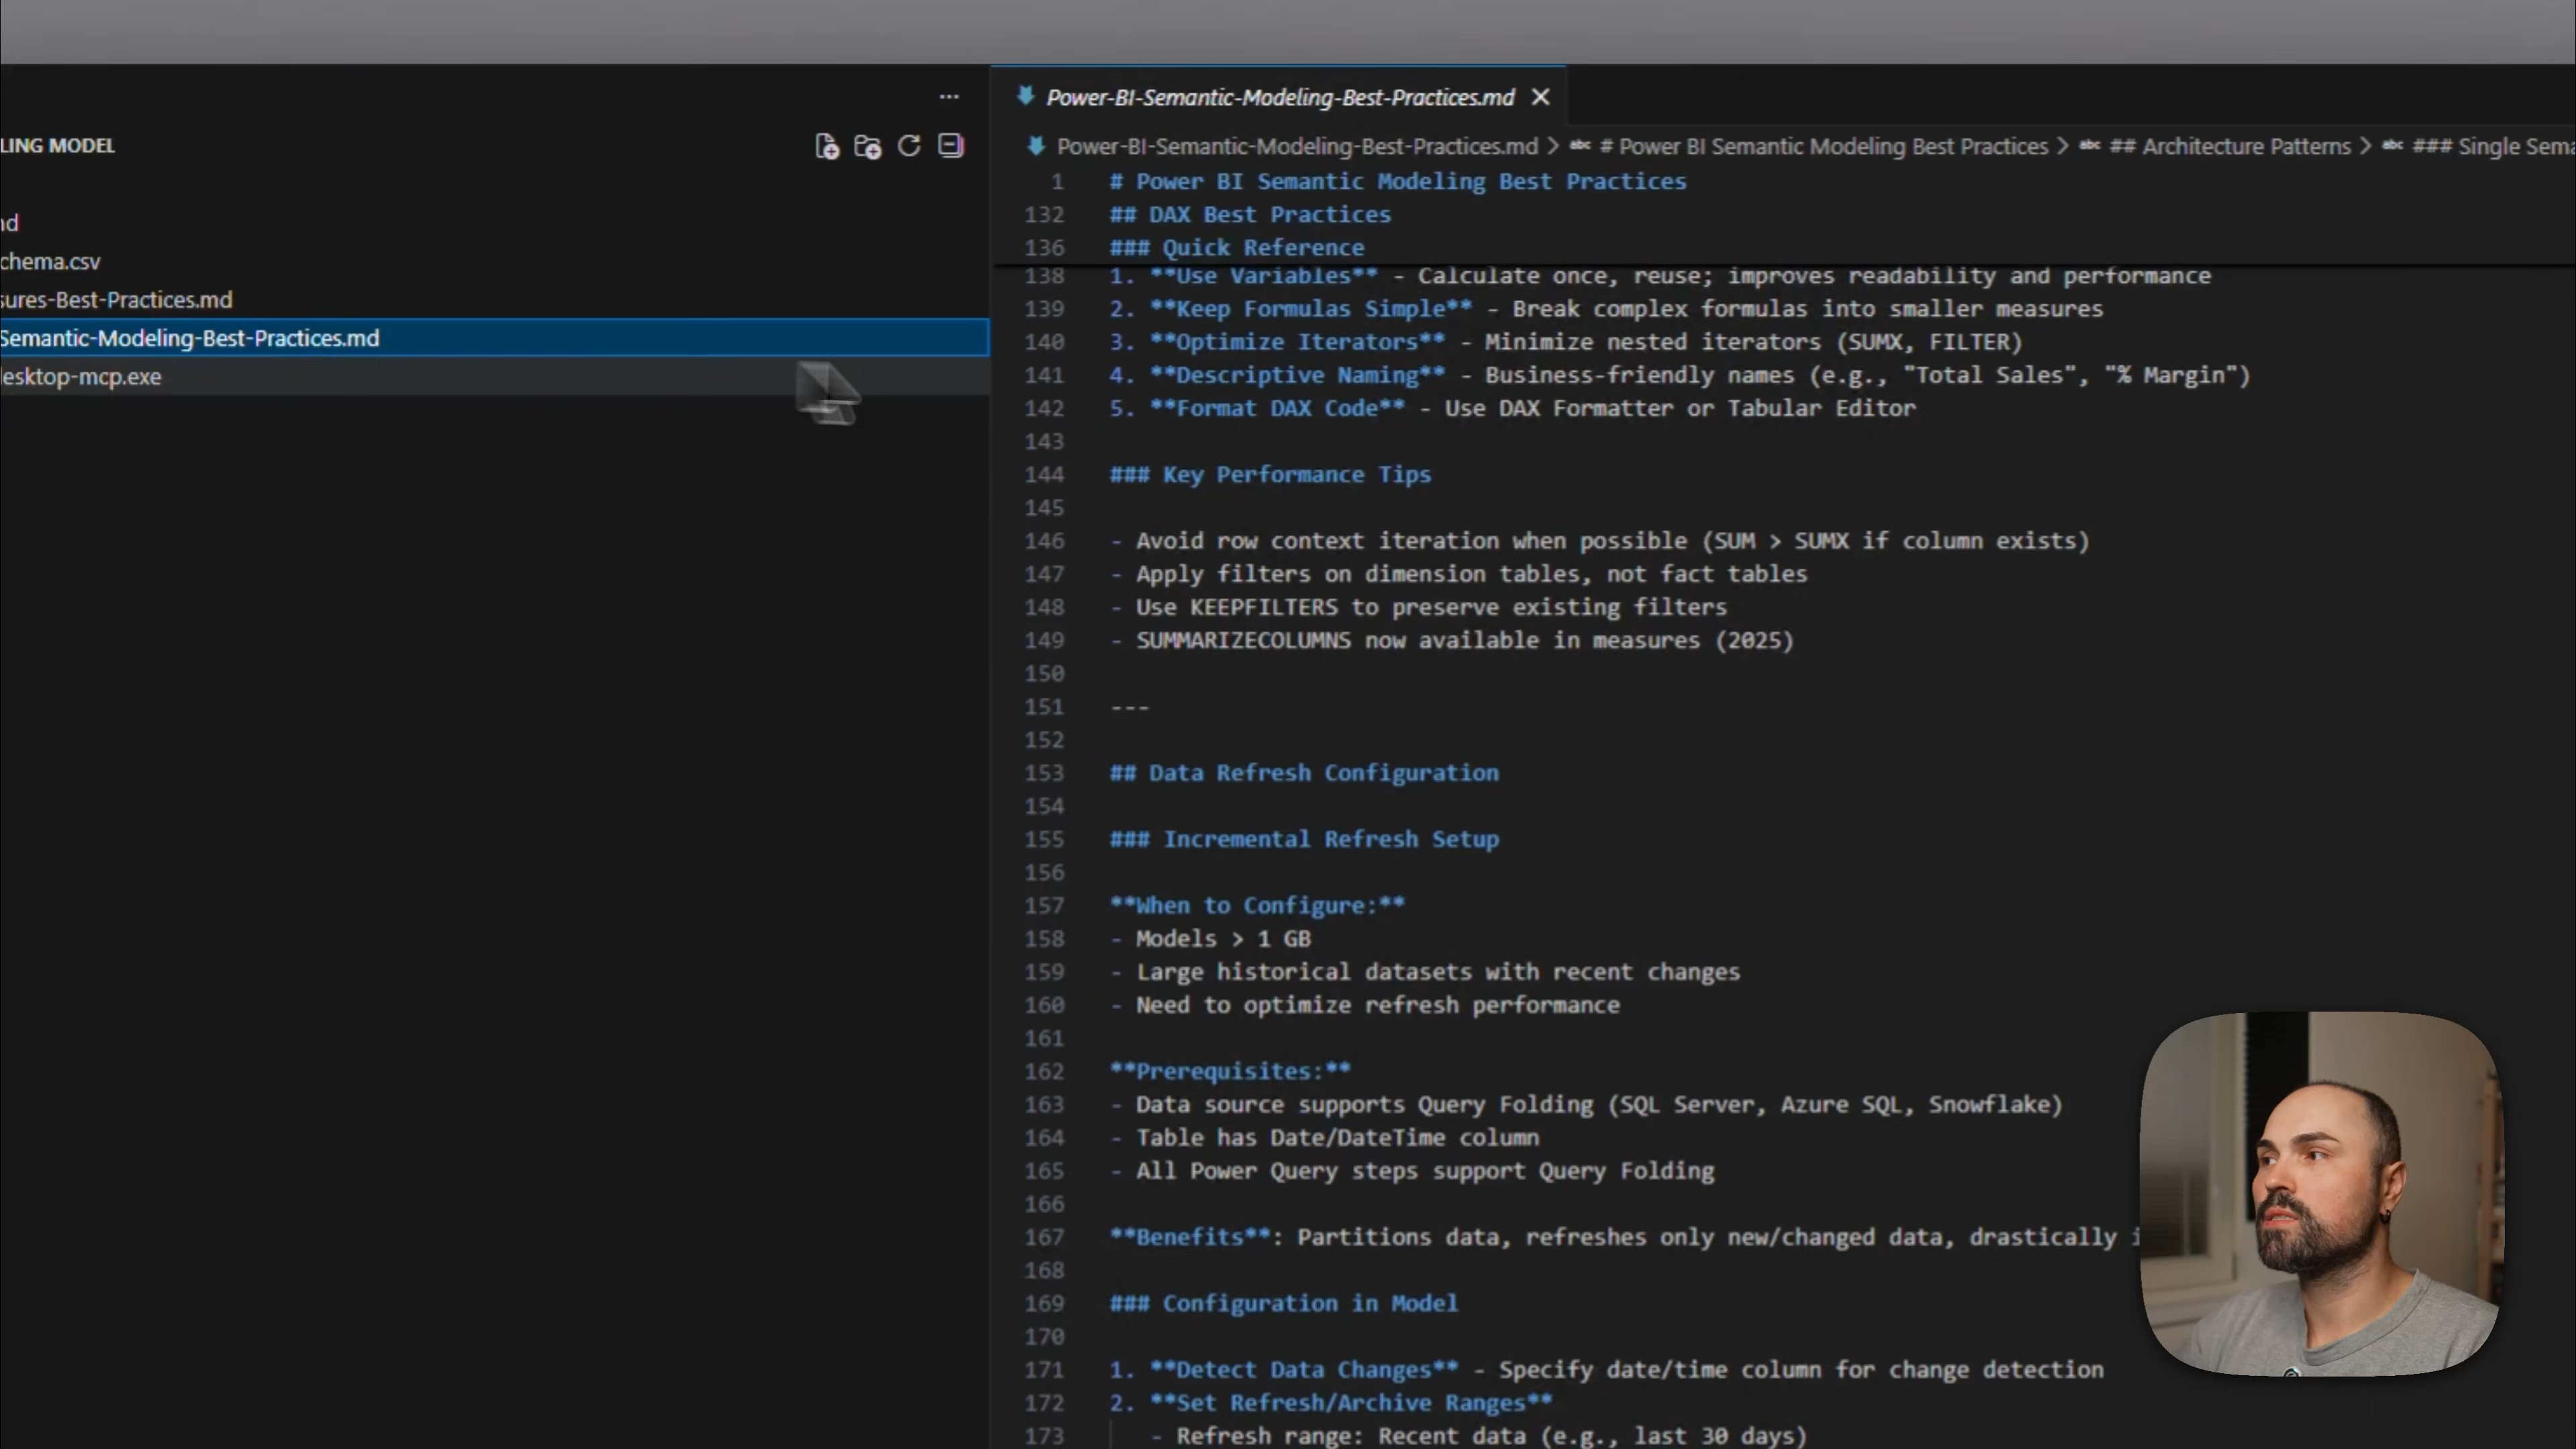 LING MODEL
nd
chema.csv
sures-Best-Practices.md
Semantic-Modeling-Best-Practices.md
esktop-mcp.exe
Power-BI-Semantic-Modeling-Best-Practices.md
Power-BI-Semantic-Modeling-Best-Practices.md > abc # Power BI Semantic Modeling Best Practices > abc ## Architecture Patterns > abc ### Single Sema
1 # Power BI Semantic Modeling Best Practices
132 ## DAX Best Practices
136 ### Quick Reference
138 1. **Use Variables** - Calculate once, reuse; improves readability and performance
139 2. **Keep Formulas Simple** - Break complex formulas into smaller measures
140 3. **Optimize Iterators** - Minimize nested iterators (SUMX, FILTER)
141 4. **Descriptive Naming** - Business-friendly names (e.g., "Total Sales", "% Margin")
142 5. **Format DAX Code** - Use DAX Formatter or Tabular Editor
143
144 ### Key Performance Tips
145
146 - Avoid row context iteration when possible (SUM > SUMX if column exists)
147 - Apply filters on dimension tables, not fact tables
148 - Use KEEPFILTERS to preserve existing filters
149 - SUMMARIZECOLUMNS now available in measures (2025)
150
151 ---
152
153 ## Data Refresh Configuration
154
155 ### Incremental Refresh Setup
156
157 **When to Configure:**
158 - Models > 1 GB
159 - Large historical datasets with recent changes
160 - Need to optimize refresh performance
161
162 **Prerequisites:**
163 - Data source supports Query Folding (SQL Server, Azure SQL, Snowflake)
164 - Table has Date/DateTime column
165 - All Power Query steps support Query Folding
166
167 **Benefits**: Partitions data, refreshes only new/changed data, drastically i
168
169 ### Configuration in Model
170
171 1. **Detect Data Changes** - Specify date/time column for change detection
172 2. **Set Refresh/Archive Ranges**
173 - Refresh range: Recent data (e.g., last 30 days)